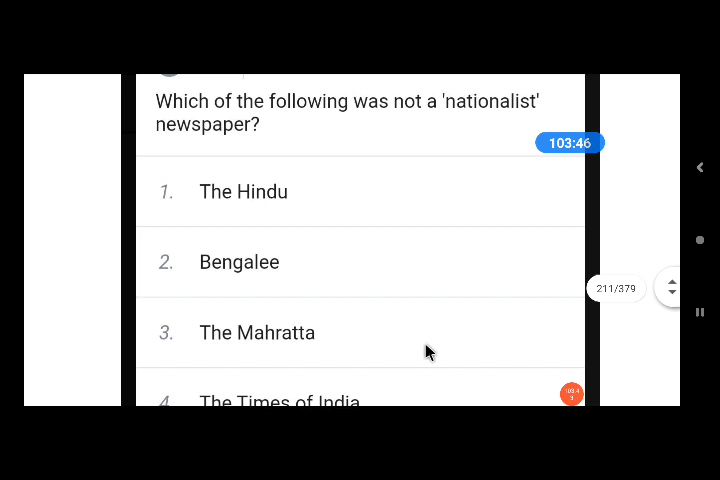 Which of the following was not a 'nationalist'
newspaper?
103:46
1. The Hindu
2. Bengalee
211/379
3. The Mahratta
4. The Times of India